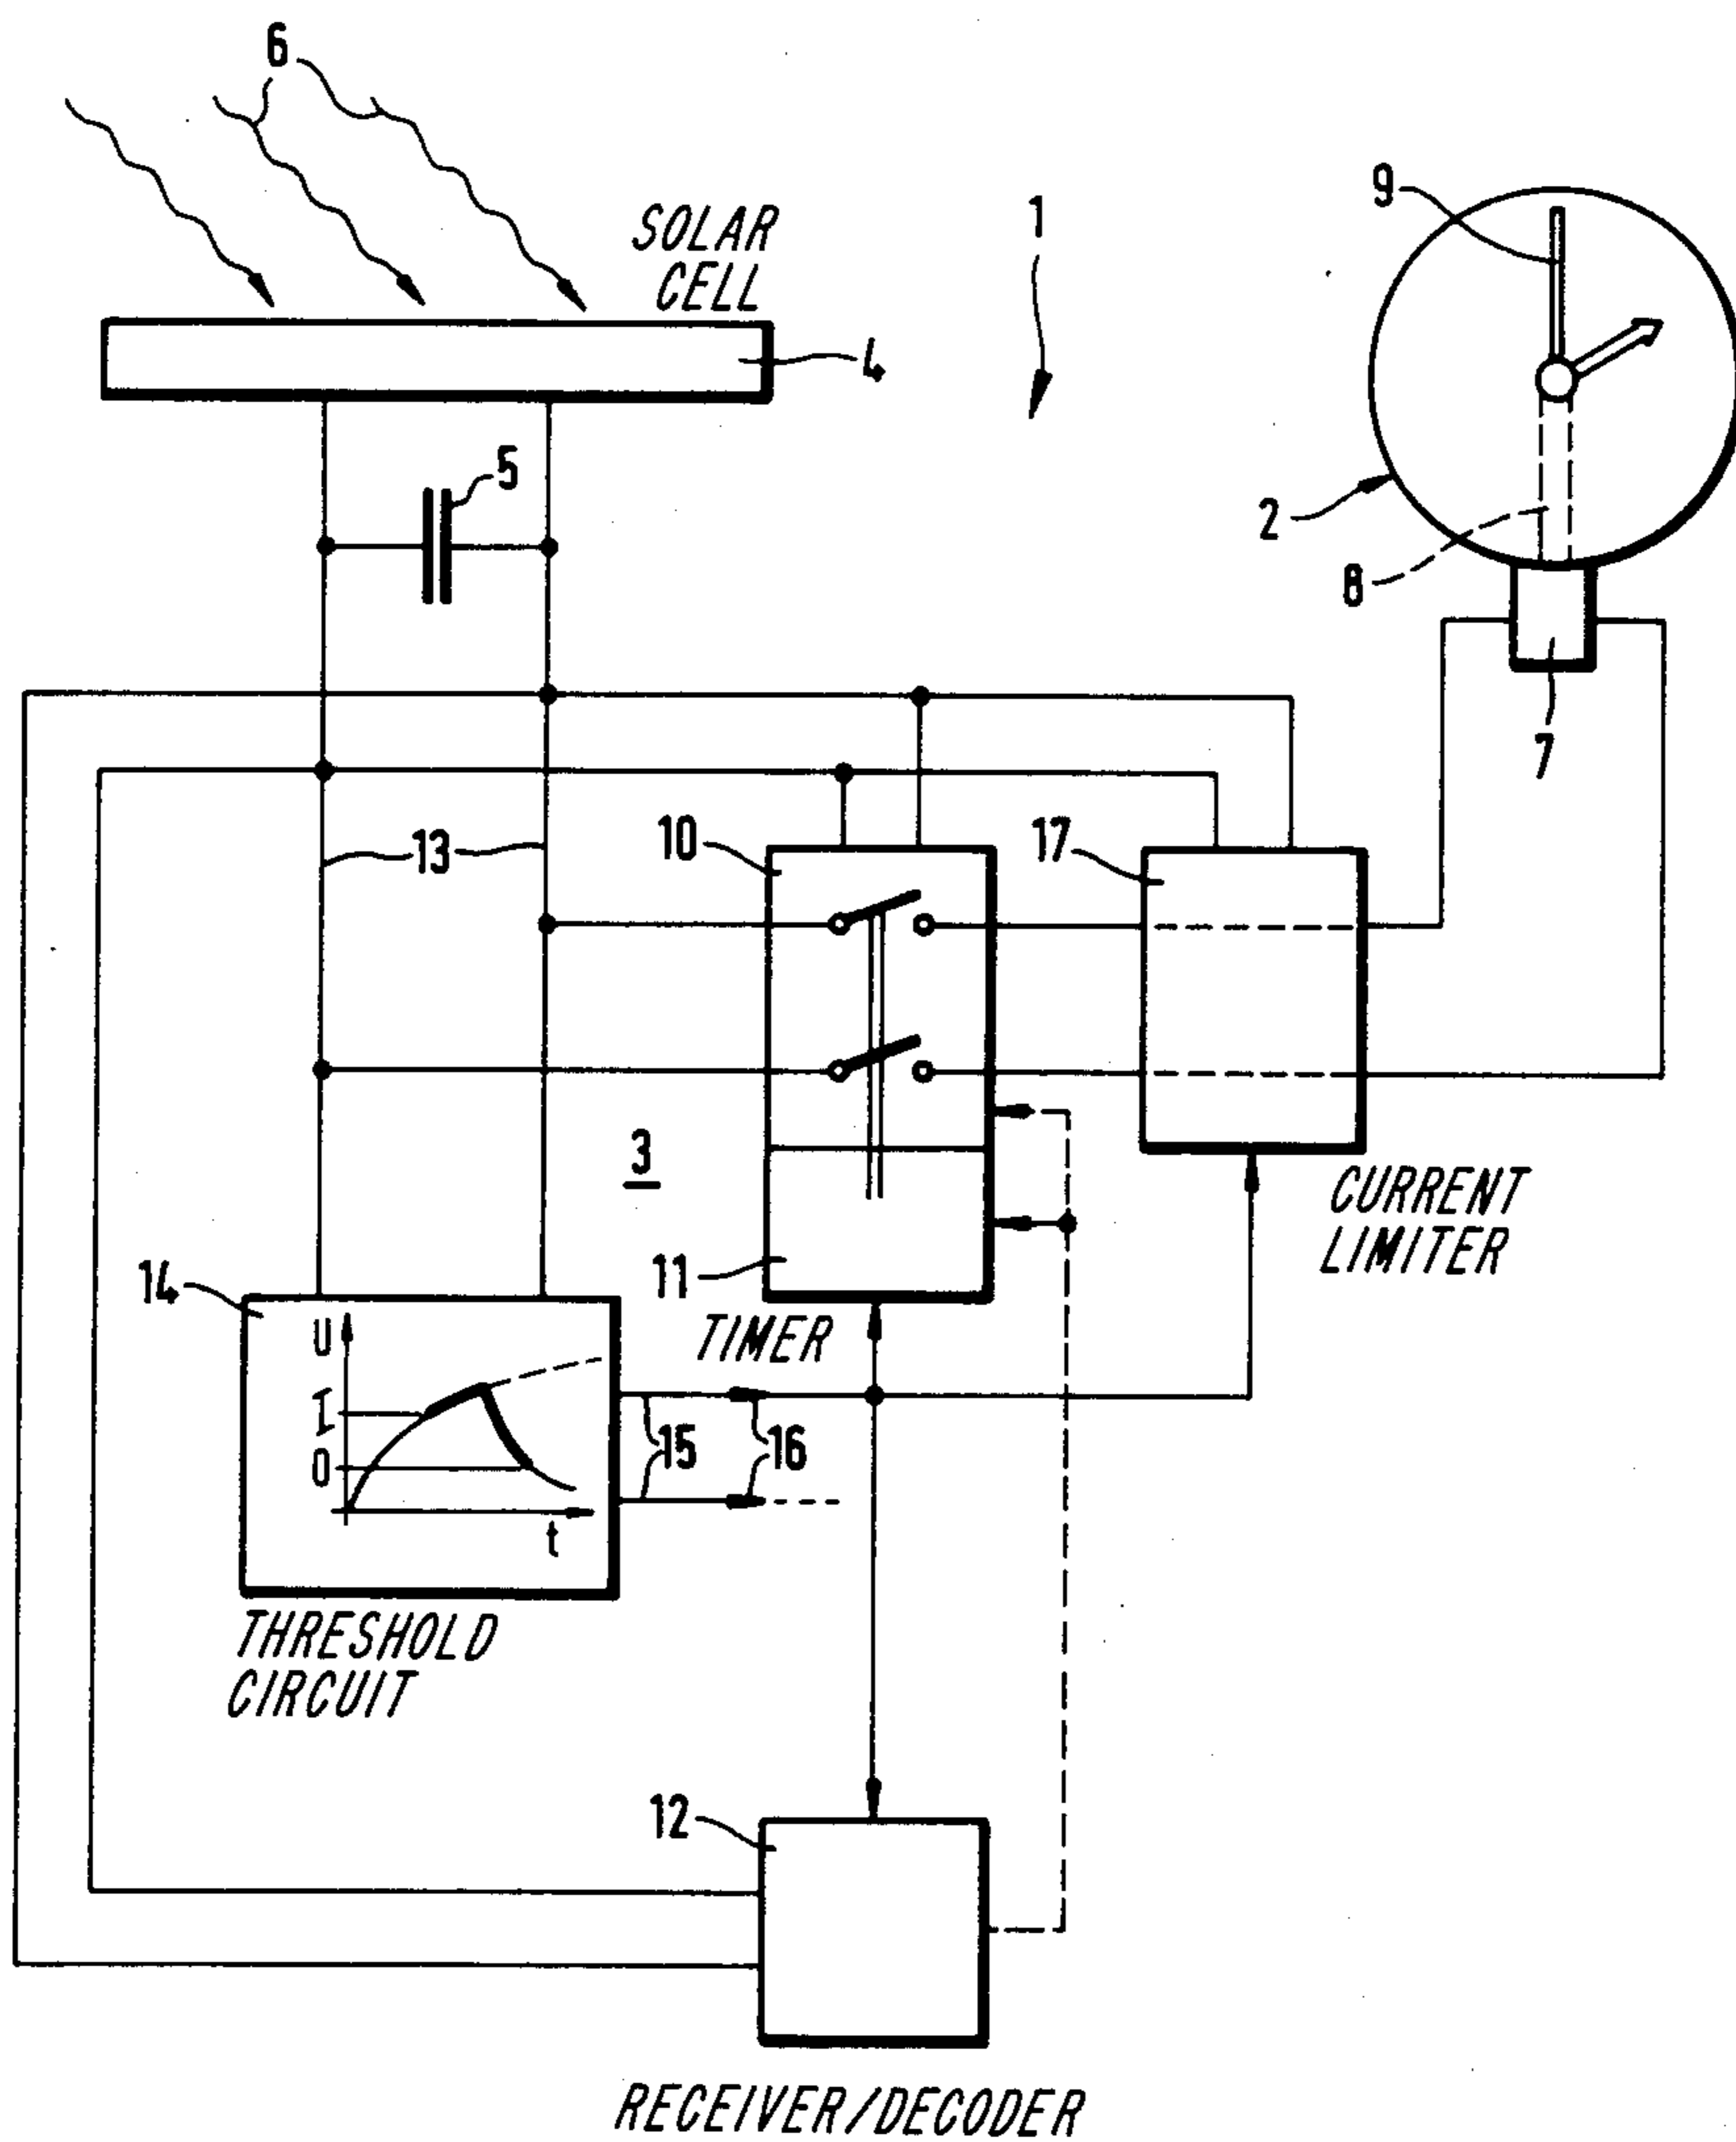 6
SOLAR
CELL
1
9
4
5
2
8
7
13
10
17
3
CURRENT
LIMITER
11
14
TIMER
U
I
15
16
0
t
THRESHOLD
CIRCUIT
12
RECEIVER/DECODER